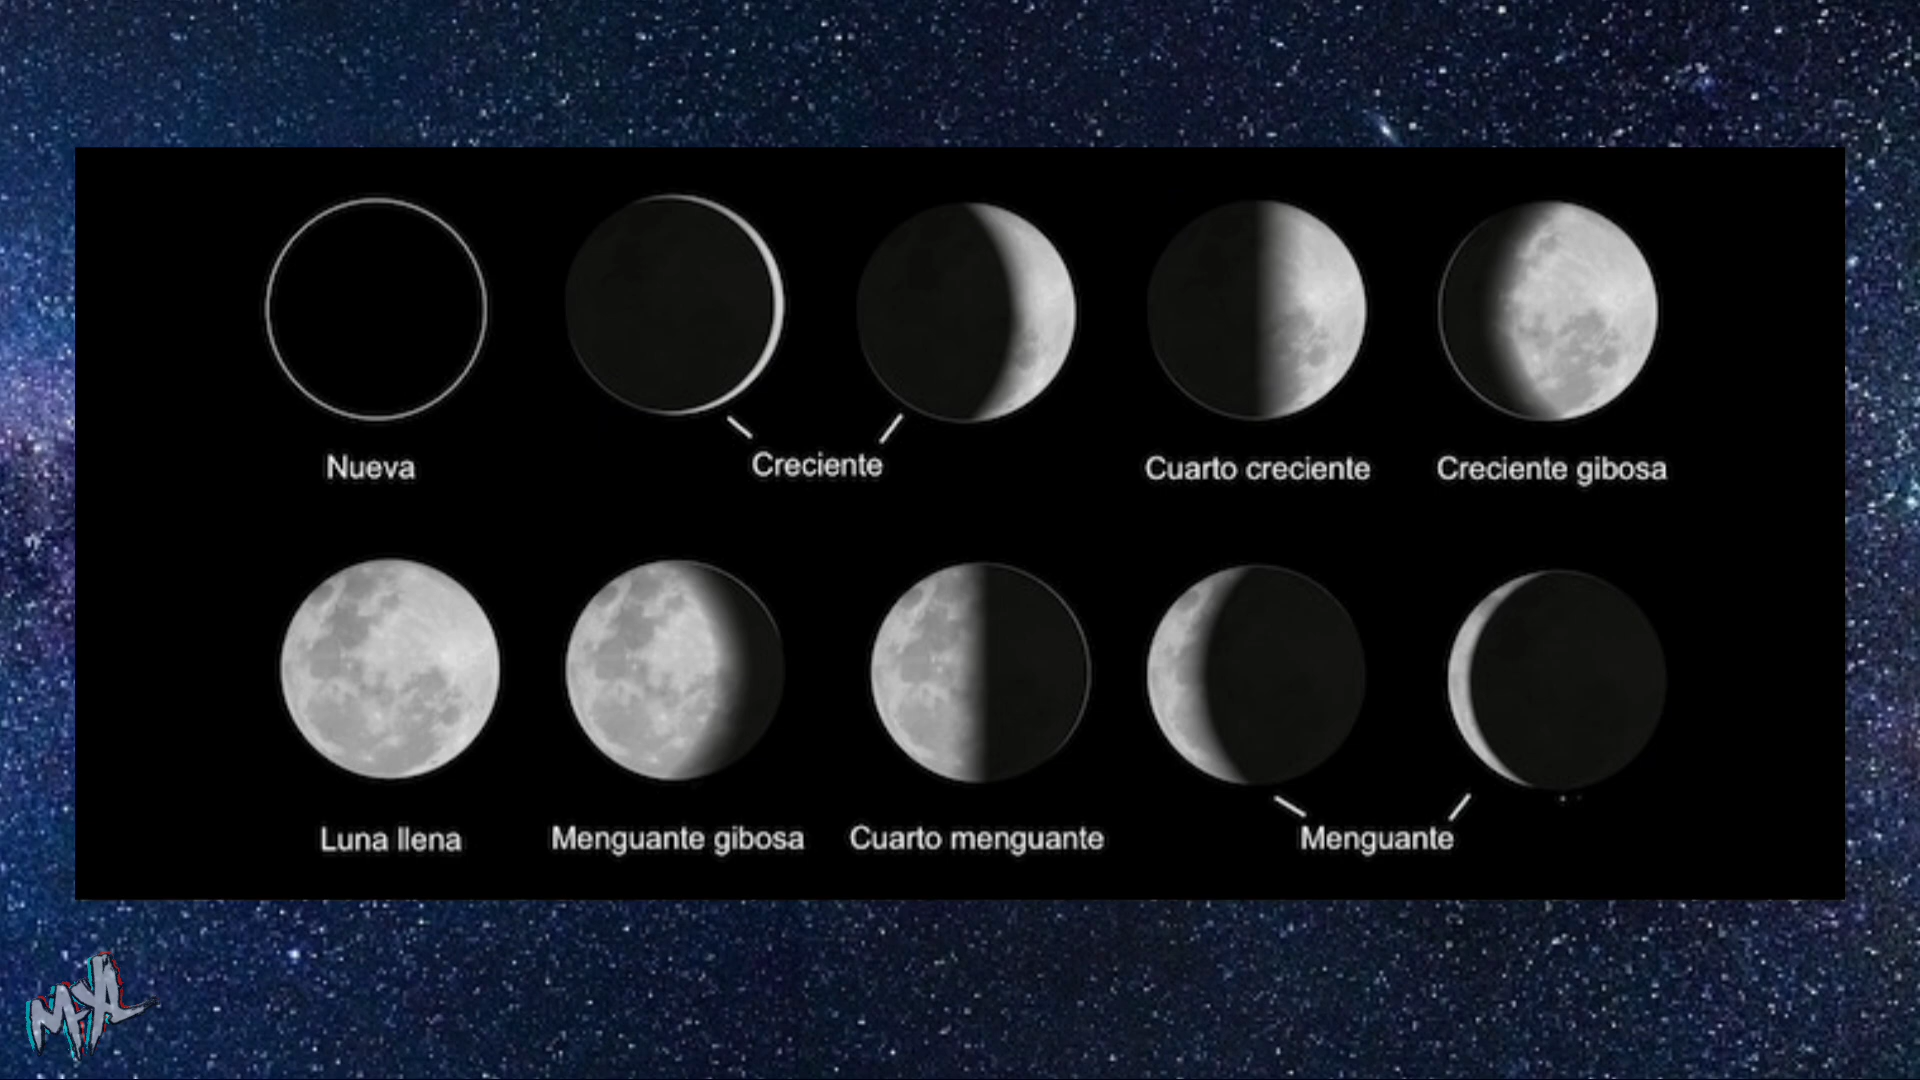 Nueva
Creciente
Cuarto creciente
Creciente gibosa
Luna llena
Menguante gibosa
Cuarto menguante
Menguante